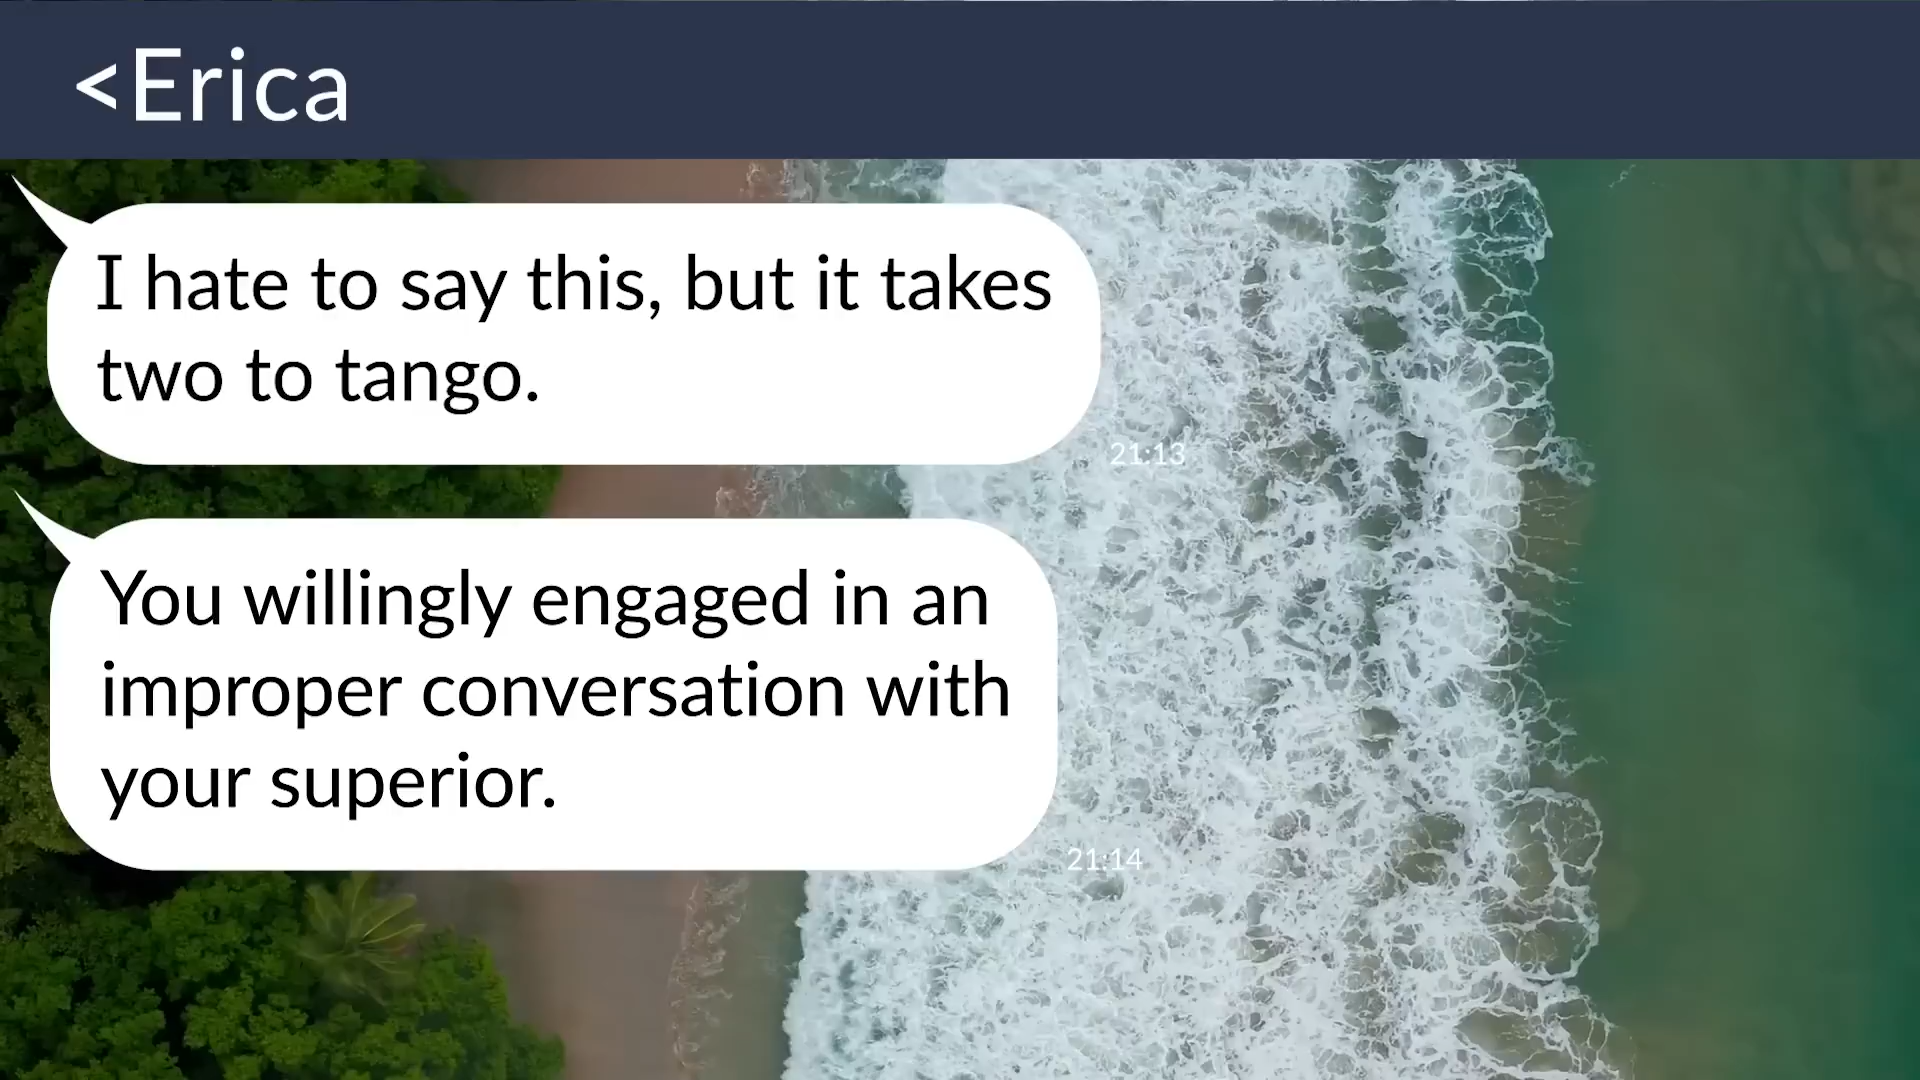 <Erica
I hate to say this, but it takes
two to tango.
21:13
You willingly engaged in an
improper conversation with
your superior.
21:14